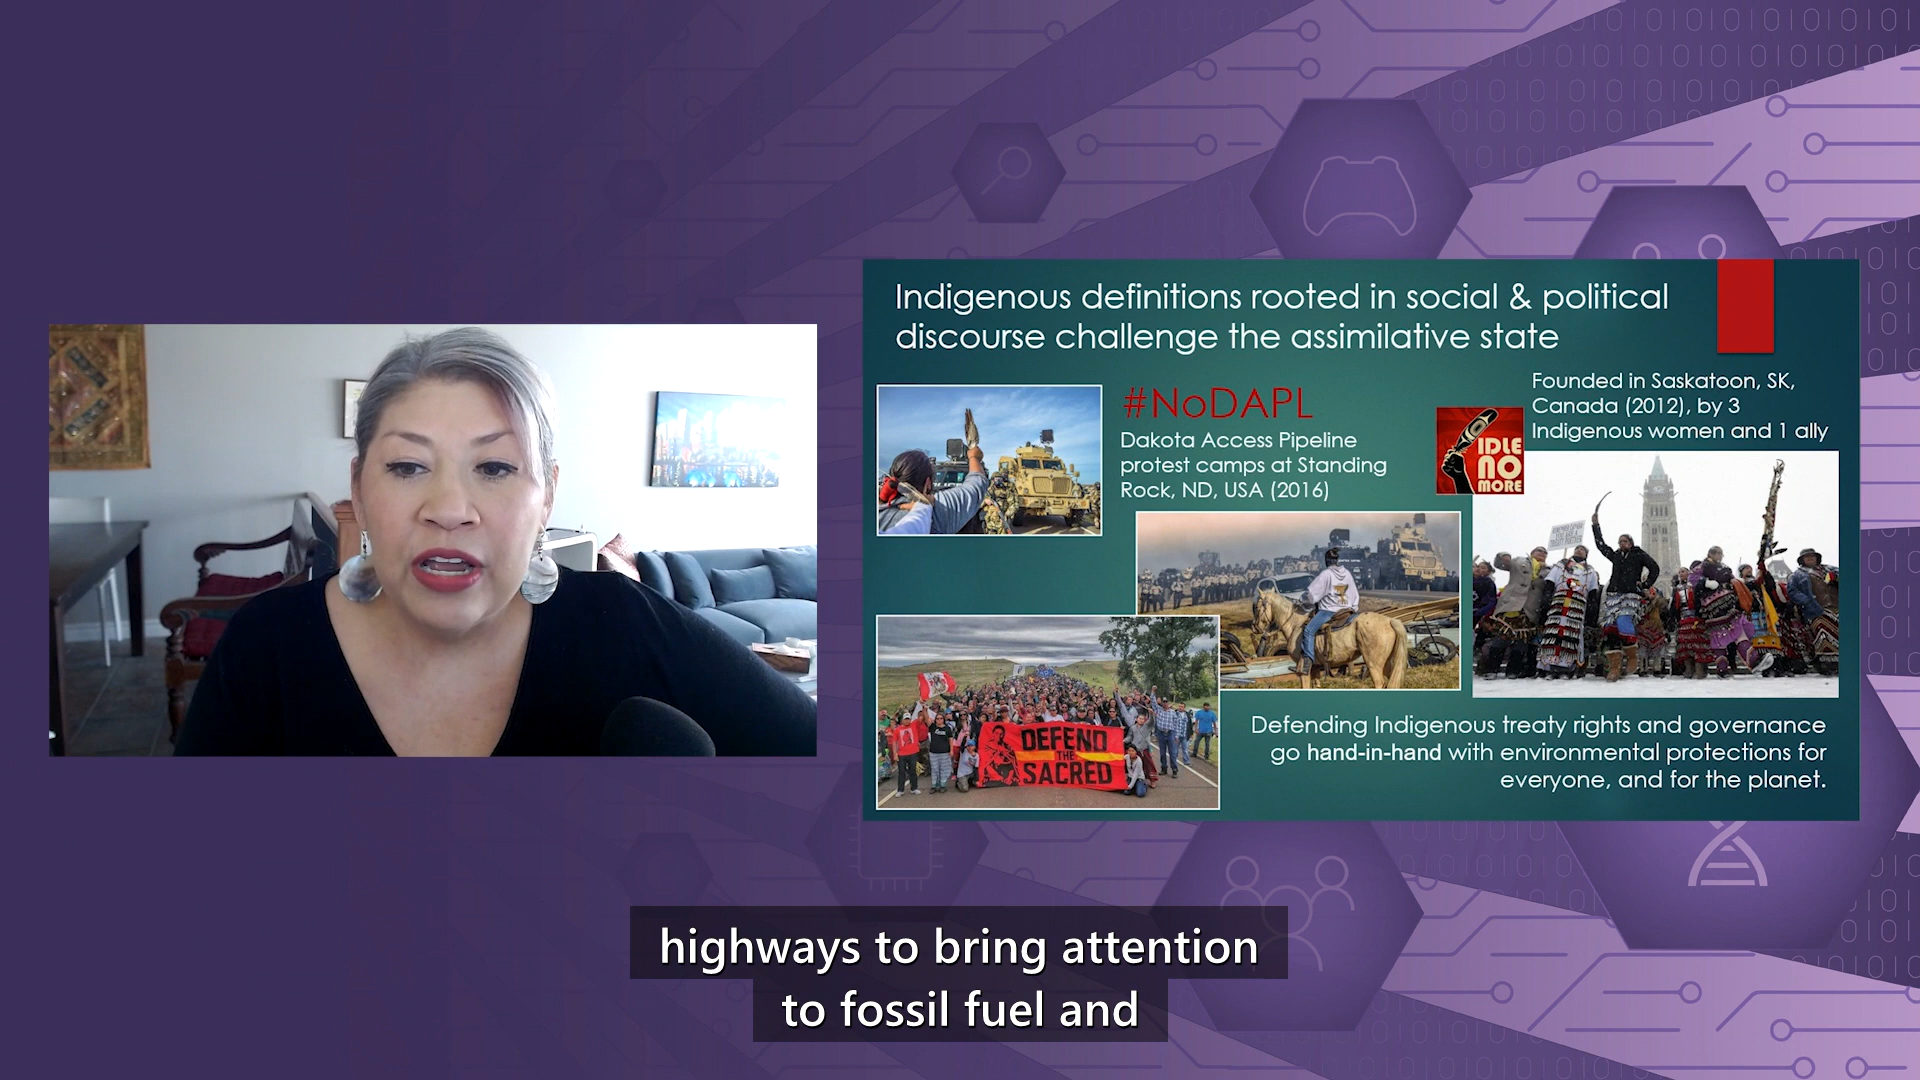 Indigenous definitions rooted in social & political
discourse challenge the assimilative state
#NoDAPL
Dakota Access Pipeline
protest camps at Standing
Rock, ND, USA (2016)
Founded in Saskatoon, SK,
Canada (2012), by 3
Indigenous women and 1 ally
IDLE
NO
MORE
DEFEND
THE
SACRED
Defending Indigenous treaty rights and governance
go hand-in-hand with environmental protections for
everyone, and for the planet.
highways to bring attention
to fossil fuel and